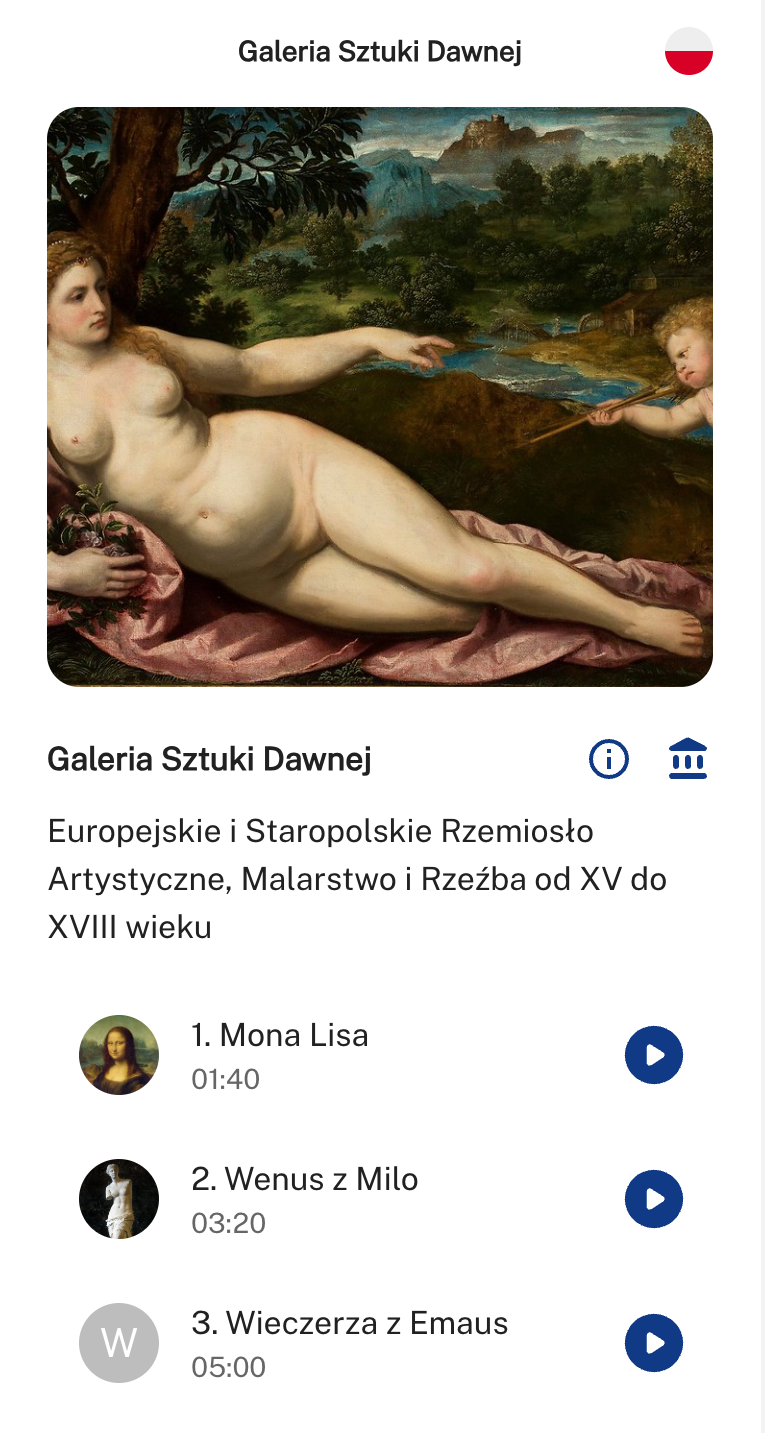 Galeria Sztuki Dawnej
Galeria Sztuki Dawnej
Europejskie i Staropolskie Rzemiosło
Artystyczne, Malarstwo i Rzeźba od XV do
XVIII wieku
1. Mona Lisa
01:40
2. Wenus z Milo
03:20
W
3. Wieczerza z Emaus
05:00